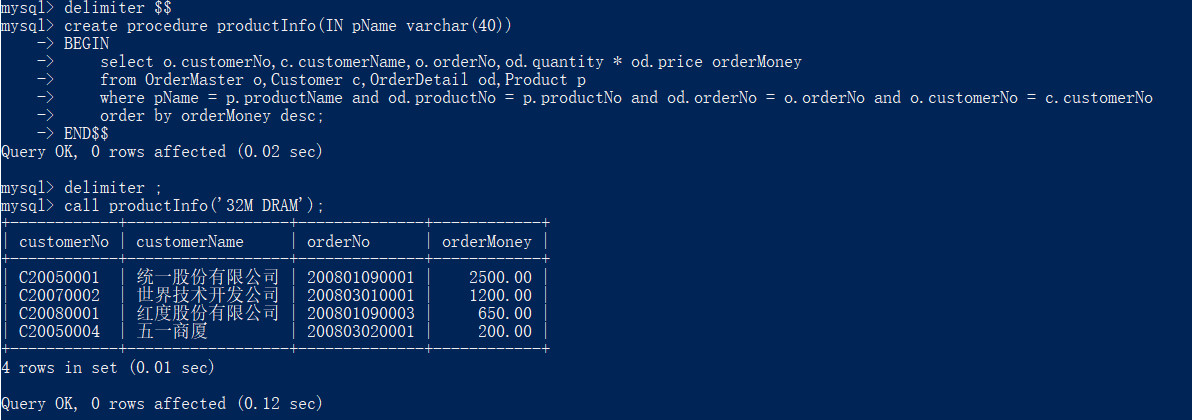 mysql> delimiter $$
mysql> create procedure productInfo(IN pName varchar(40))
    -> BEGIN
    ->     select o.customerNo,c.customerName,o.orderNo,od.quantity * od.price orderMoney
    ->     from OrderMaster o,Customer c,OrderDetail od,Product p
    ->     where pName = p.productName and od.productNo = p.productNo and od.orderNo = o.orderNo and o.customerNo = c.customerNo
    ->     order by orderMoney desc;
    -> END$$
Query OK, 0 rows affected (0.02 sec)

mysql> delimiter ;
mysql> call productInfo('32M DRAM');
+------------+------------------+--------------+------------+
| customerNo | customerName     | orderNo      | orderMoney |
+------------+------------------+--------------+------------+
| C20050001  | 统一股份有限公司 | 200801090001 |    2500.00 |
| C20070002  | 世界技术开发公司 | 200803010001 |    1200.00 |
| C20080001  | 红度股份有限公司 | 200801090003 |     650.00 |
| C20050004  | 五一商厦         | 200803020001 |     200.00 |
+------------+------------------+--------------+------------+
4 rows in set (0.01 sec)

Query OK, 0 rows affected (0.12 sec)